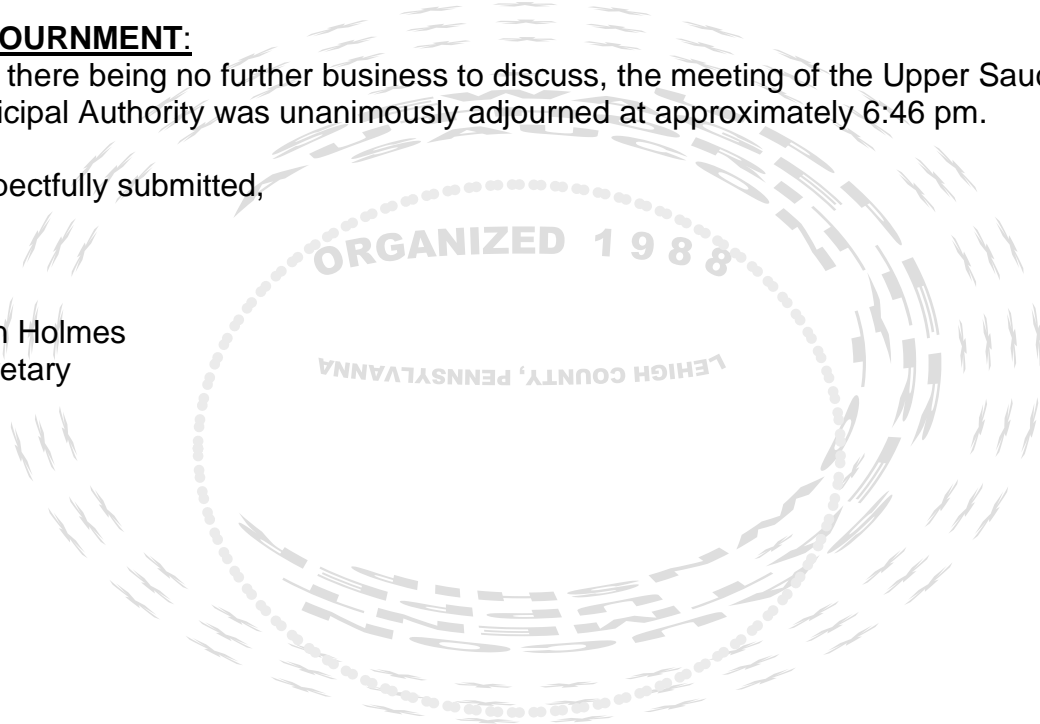 OURNMENT:
there being no further business to discuss, the meeting of the Upper Sauc
icipal Authority was unanimously adjourned at approximately 6:46 pm.
pectfully submitted,
ORGANIZED 1988
n Holmes
etary
LEHIGH COUNTY, PENNSYLVANNA